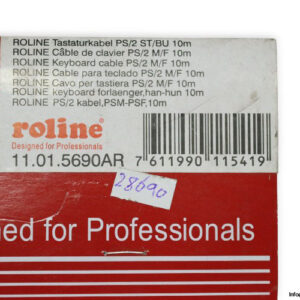 ROLINE Tastaturkabel PS/2 ST/BU 10m
ROLINE Câble de clavier PS/2 M/F 10m
ROLINE Keyboard cable PS/2 M/F 10m
ROLINE Cable para teclado PS/2 M/F 10m
ROLINE Cavo per tastiera PS/2 M/F 10m
ROLINE keyboard forlaenger,han-hun 10m
ROLINE PS/2 kabel,PSM-PSF,10m
roline®
Designed for Professionals
11.01.5690AR
7 611990 115419
28690
ned for Professionals